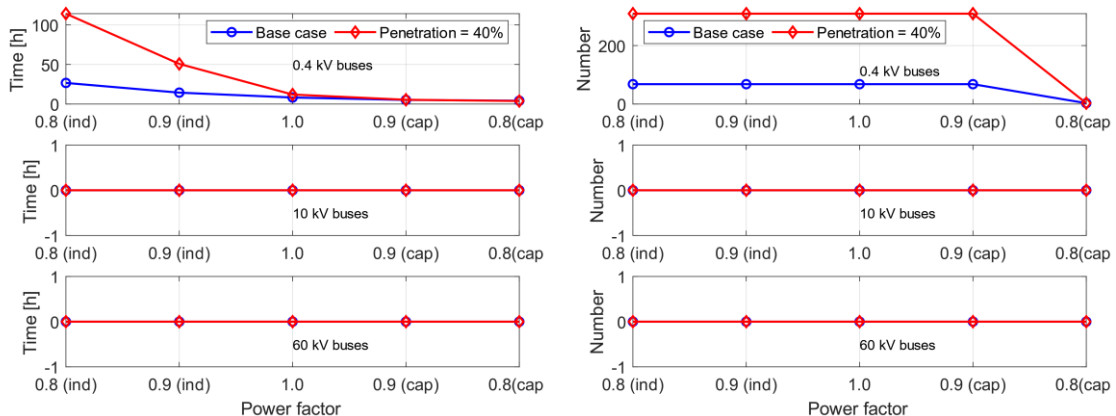 Time [h]
100
50
0
Base case
Penetration = 40%
0.4 kV buses
0.8 (ind)
0.9 (ind)
1.0
0.9 (cap)
0.8(cap
Time [h]
1
0
-1
10 kV buses
0.8 (ind)
0.9 (ind)
1.0
0.9 (cap)
0.8(cap
Time [h]
1
0
-1
60 kV buses
0.8 (ind)
0.9 (ind)
1.0
0.9 (cap)
0.8(cap
Power factor
Number
200
0
Base case
Penetration = 40%
0.4 kV buses
0.8 (ind)
0.9 (ind)
1.0
0.9 (cap)
0.8(cap
Number
1
0
-1
10 kV buses
0.8 (ind)
0.9 (ind)
1.0
0.9 (cap)
0.8(cap
Number
1
0
-1
60 kV buses
0.8 (ind)
0.9 (ind)
1.0
0.9 (cap)
0.8(cap
Power factor